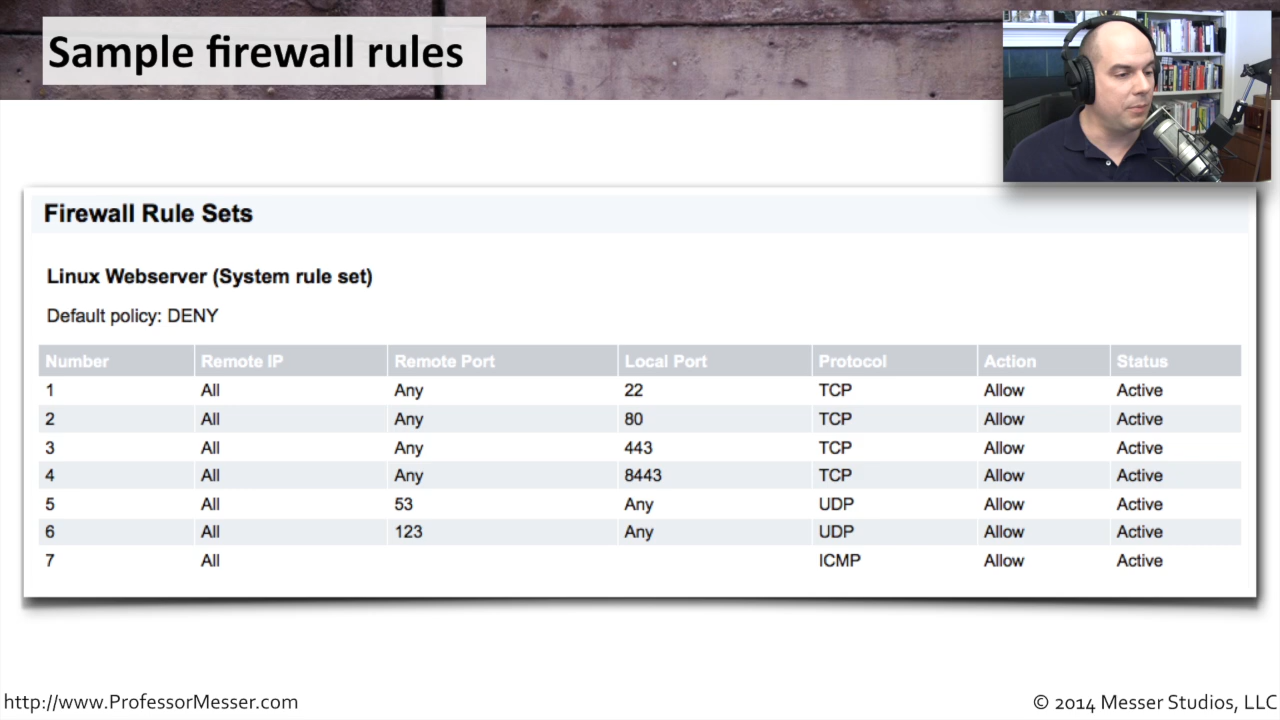 Sample firewall rules
Firewall Rule Sets
Linux Webserver (System rule set)
Default policy: DENY
Number Remote IP Remote Port Local Port Protocol Action Status
1 All Any 22 TCP Allow Active
2 All Any 80 TCP Allow Active
3 All Any 443 TCP Allow Active
4 All Any 8443 TCP Allow Active
5 All 53 Any UDP Allow Active
6 All 123 Any UDP Allow Active
7 All ICMP Allow Active
http://www.ProfessorMesser.com
© 2014 Messer Studios, LLC